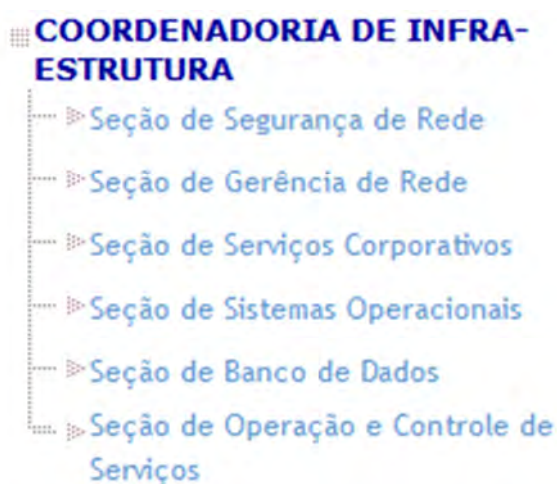 COORDENADORIA DE INFRA-
ESTRUTURA
Seção de Segurança de Rede
Seção de Gerência de Rede
Seção de Serviços Corporativos
Seção de Sistemas Operacionais
Seção de Banco de Dados
Seção de Operação e Controle de
Serviços